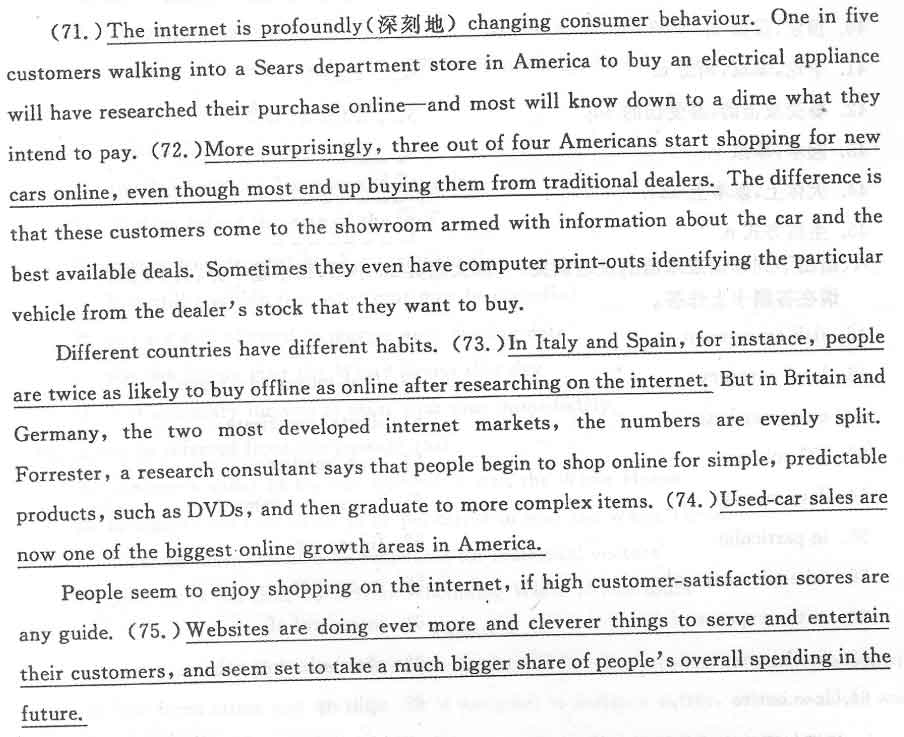 (71.) The internet is profoundly(深刻地) changing consumer behaviour. One in five
customers walking into a Sears department store in America to buy an electrical appliance
will have researched their purchase online—and most will know down to a dime what they
intend to pay. (72.) More surprisingly, three out of four Americans start shopping for new
cars online, even though most end up buying them from traditional dealers. The difference is
that these customers come to the showroom armed with information about the car and the
best available deals. Sometimes they even have computer print-outs identifying the particular
vehicle from the dealer's stock that they want to buy.
Different countries have different habits. (73.) In Italy and Spain, for instance, people
are twice as likely to buy offline as online after researching on the internet. But in Britain and
Germany, the two most developed internet markets, the numbers are evenly split.
Forrester, a research consultant says that people begin to shop online for simple, predictable
products, such as DVDs, and then graduate to more complex items. (74.) Used-car sales are
now one of the biggest online growth areas in America.
People seem to enjoy shopping on the internet, if high customer-satisfaction scores are
any guide. (75.) Websites are doing ever more and cleverer things to serve and entertain
their customers, and seem set to take a much bigger share of people's overall spending in the
future.